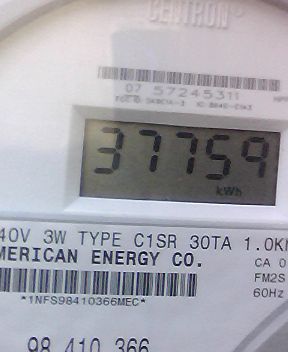 CENTRON
07 57245311
37759
kWh
40V 3W TYPE C1SR 30TA 1.0K
MERICAN ENERGY CO.
CA 0
FM2S
60Hz
*1NFS98410366MEC*
98 410 366